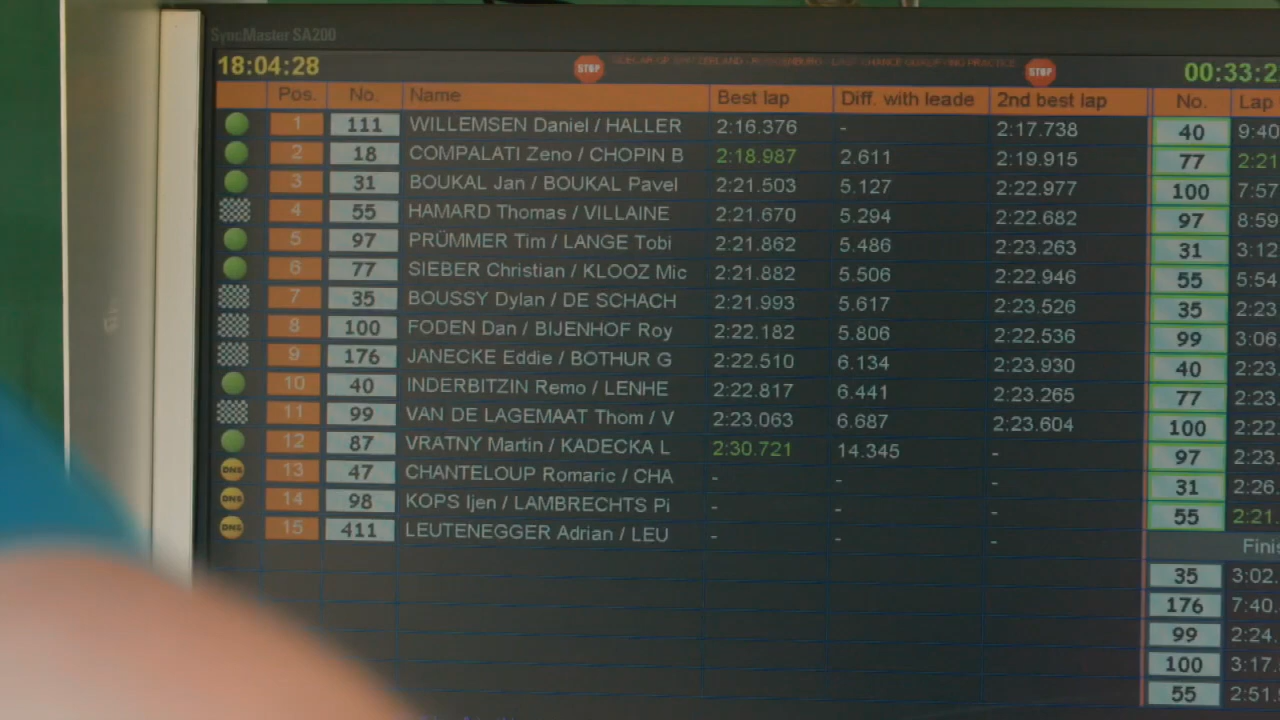 SyncMaster SA200
18:04:28 STOP STOP 00:33:2
Pos. No. Name Best lap Diff. with leade 2nd best lap No. Lap
1 111 WILLEMSEN Daniel / HALLER 2:16.376 - 2:17.738 40 9:40
2 18 COMPALATI Zeno / CHOPIN B 2:18.987 2.611 2:19.915 77 2:21
3 31 BOUKAL Jan / BOUKAL Pavel 2:21.503 5.127 2:22.977 100 7:57
4 55 HAMARD Thomas / VILLAINE 2:21.670 5.294 2:22.682 97 8:59
5 97 PRÜMMER Tim / LANGE Tobi 2:21.862 5.486 2:23.263 31 3:12
6 77 SIEBER Christian / KLOOZ Mic 2:21.882 5.506 2:22.946 55 5:54
7 35 BOUSSY Dylan / DE SCHACH 2:21.993 5.617 2:23.526 35 2:23
8 100 FODEN Dan / BIJENHOF Roy 2:22.182 5.806 2:22.536 99 3:06
9 176 JANECKE Eddie / BOTHUR G 2:22.510 6.134 2:23.930 40 2:23.
10 40 INDERBITZIN Remo / LENHE 2:22.817 6.441 2:23.265 77 2:23.
11 99 VAN DE LAGEMAAT Thom / V 2:23.063 6.687 2:23.604 100 2:22.
12 87 VRATNY Martin / KADECKA L 2:30.721 14.345 - 97 2:23.
DNS 13 47 CHANTELOUP Romaric / CHA - - - 31 2:26.
DNS 14 98 KOPS Ijen / LAMBRECHTS Pi - - - 55 2:21.
DNS 15 411 LEUTENEGGER Adrian / LEU - - - Finis
35 3:02.
176 7:40.
99 2:24.
100 3:17.
55 2:51.9